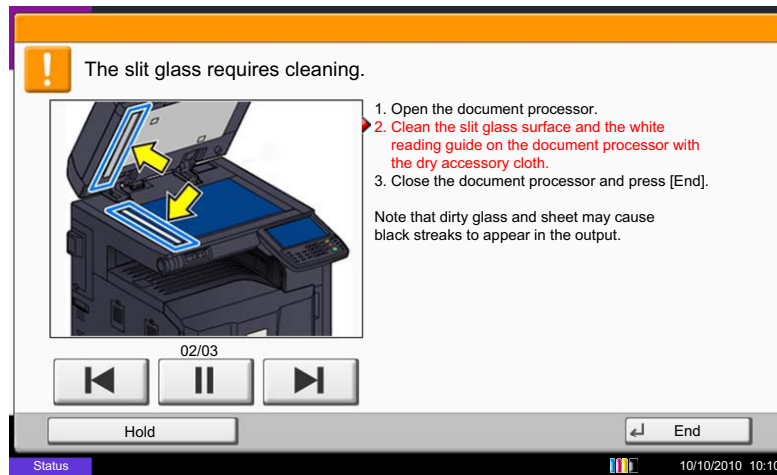 The slit glass requires cleaning.
1. Open the document processor.
2. Clean the slit glass surface and the white
reading guide on the document processor with
the dry accessory cloth.
3. Close the document processor and press [End].
Note that dirty glass and sheet may cause
black streaks to appear in the output.
02/03
Hold
End
Status
10/10/2010 10:10